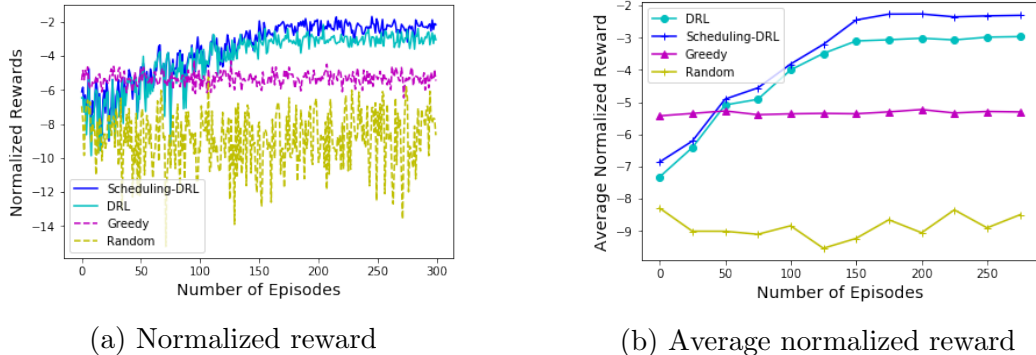 Normalized Rewards
−2
−4
−6
−8
−10
−12
−14
Scheduling-DRL
DRL
Greedy
Random
0 50 100 150 200 250 300
Number of Episodes
(a) Normalized reward
Average Normalized Reward
−2
−3
−4
−5
−6
−7
−8
−9
DRL
Scheduling-DRL
Greedy
Random
0 50 100 150 200 250
Number of Episodes
(b) Average normalized reward